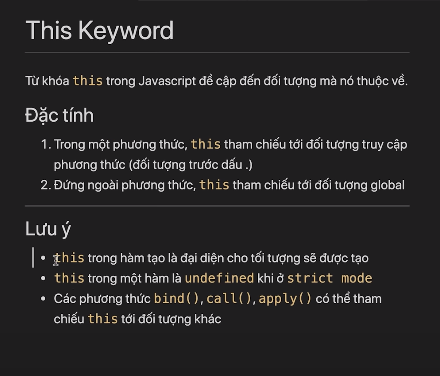 This Keyword
Từ khóa this trong Javascript đề cập đến đối tượng mà nó thuộc về.
Đặc tính
1. Trong một phương thức, this tham chiếu tới đối tượng truy cập
phương thức (đối tượng trước dấu .)
2. Đứng ngoài phương thức, this tham chiếu tới đối tượng global
Lưu ý
• this trong hàm tạo là đại diện cho tối tượng sẽ được tạo
• this trong một hàm là undefined khi ở strict mode
• Các phương thức bind(), call(), apply() có thể tham
chiếu this tới đối tượng khác